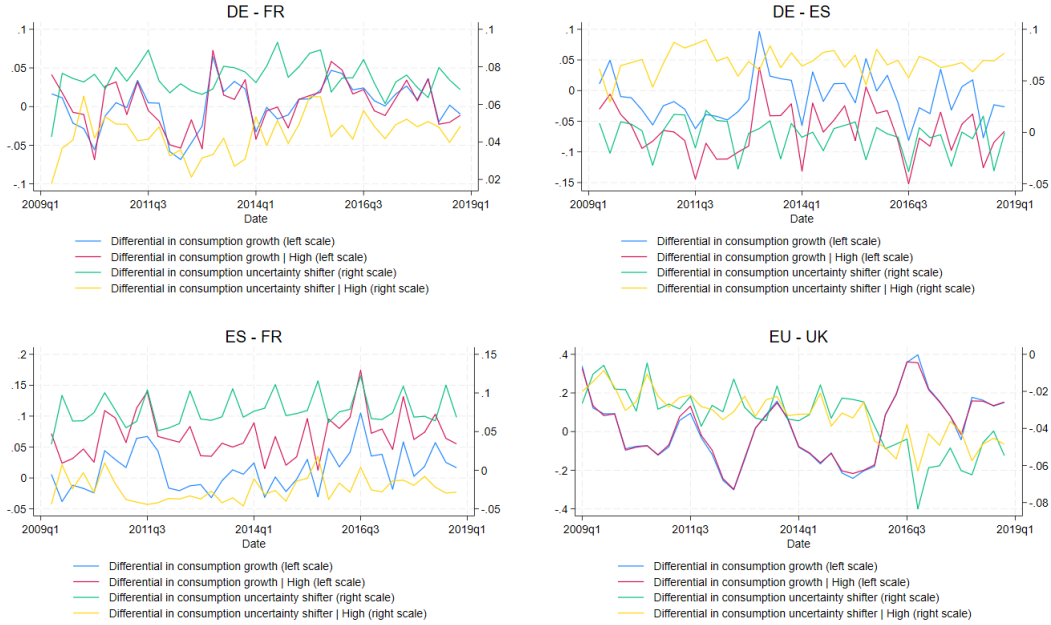 DE - FR
.1
.05
0
-.05
-.1
.1
.08
.06
.04
.02
2009q1 2011q3 2014q1 2016q3 2019q1
Date
Differential in consumption growth (left scale)
Differential in consumption growth | High (left scale)
Differential in consumption uncertainty shifter (right scale)
Differential in consumption uncertainty shifter | High (right scale)
DE - ES
.1
.05
0
-.05
-.1
-.15
.1
.05
0
-.05
2009q1 2011q3 2014q1 2016q3 2019q1
Date
Differential in consumption growth (left scale)
Differential in consumption growth | High (left scale)
Differential in consumption uncertainty shifter (right scale)
Differential in consumption uncertainty shifter | High (right scale)
ES - FR
.2
.15
.1
.05
0
-.05
.15
.1
.05
0
-.05
2009q1 2011q3 2014q1 2016q3 2019q1
Date
Differential in consumption growth (left scale)
Differential in consumption growth | High (left scale)
Differential in consumption uncertainty shifter (right scale)
Differential in consumption uncertainty shifter | High (right scale)
EU - UK
.4
.2
0
-.2
-.4
0
-.02
-.04
-.06
-.08
2009q1 2011q3 2014q1 2016q3 2019q1
Date
Differential in consumption growth (left scale)
Differential in consumption growth | High (left scale)
Differential in consumption uncertainty shifter (right scale)
Differential in consumption uncertainty shifter | High (right scale)